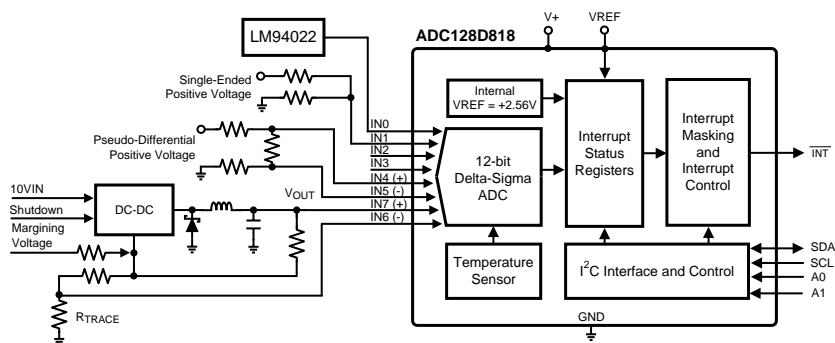 V+
VREF
LM94022
ADC128D818
Single-Ended
Positive Voltage
Internal
VREF = +2.56V
Interrupt
Status
Registers
Interrupt
Masking
and
Interrupt
Control
INT
Pseudo-Differential
Positive Voltage
IN0
IN1
IN2
IN3
IN4 (+)
IN5 (-)
IN7 (+)
IN6 (-)
12-bit
Delta-Sigma
ADC
10VIN
Shutdown
Margining
Voltage
DC-DC
VOUT
Temperature
Sensor
I2C Interface and Control
SDA
SCL
A0
A1
RTRACE
GND